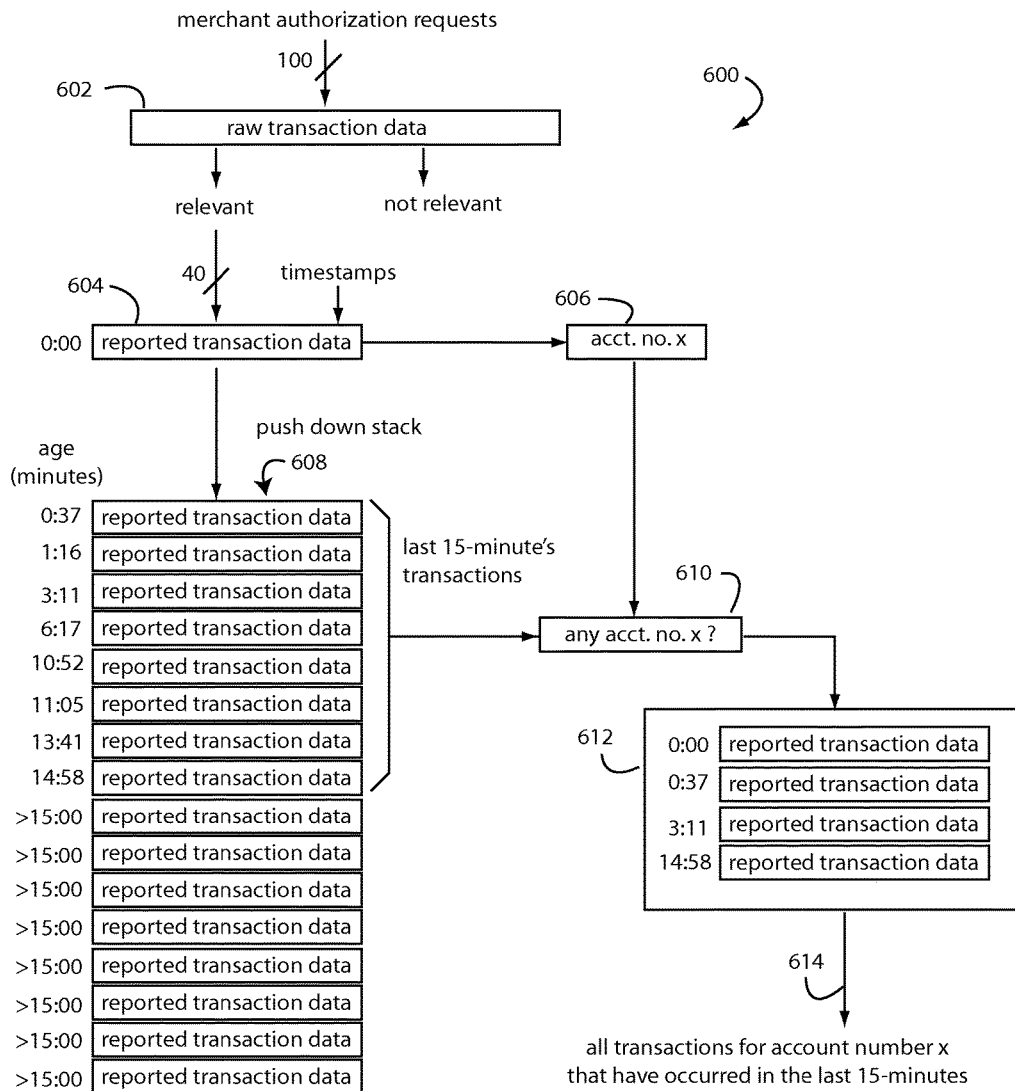 merchant authorization requests
100
602
600
raw transaction data
relevant
not relevant
40
timestamps
604
606
0:00 reported transaction data
acct. no. x
push down stack
608
age
(minutes)
0:37 reported transaction data
1:16 reported transaction data
3:11 reported transaction data
6:17 reported transaction data
10:52 reported transaction data
11:05 reported transaction data
13:41 reported transaction data
14:58 reported transaction data
>15:00 reported transaction data
>15:00 reported transaction data
>15:00 reported transaction data
>15:00 reported transaction data
>15:00 reported transaction data
>15:00 reported transaction data
>15:00 reported transaction data
>15:00 reported transaction data
last 15-minute's
transactions
610
any acct. no. x ?
612
0:00 reported transaction data
0:37 reported transaction data
3:11 reported transaction data
14:58 reported transaction data
614
all transactions for account number x
that have occurred in the last 15-minutes